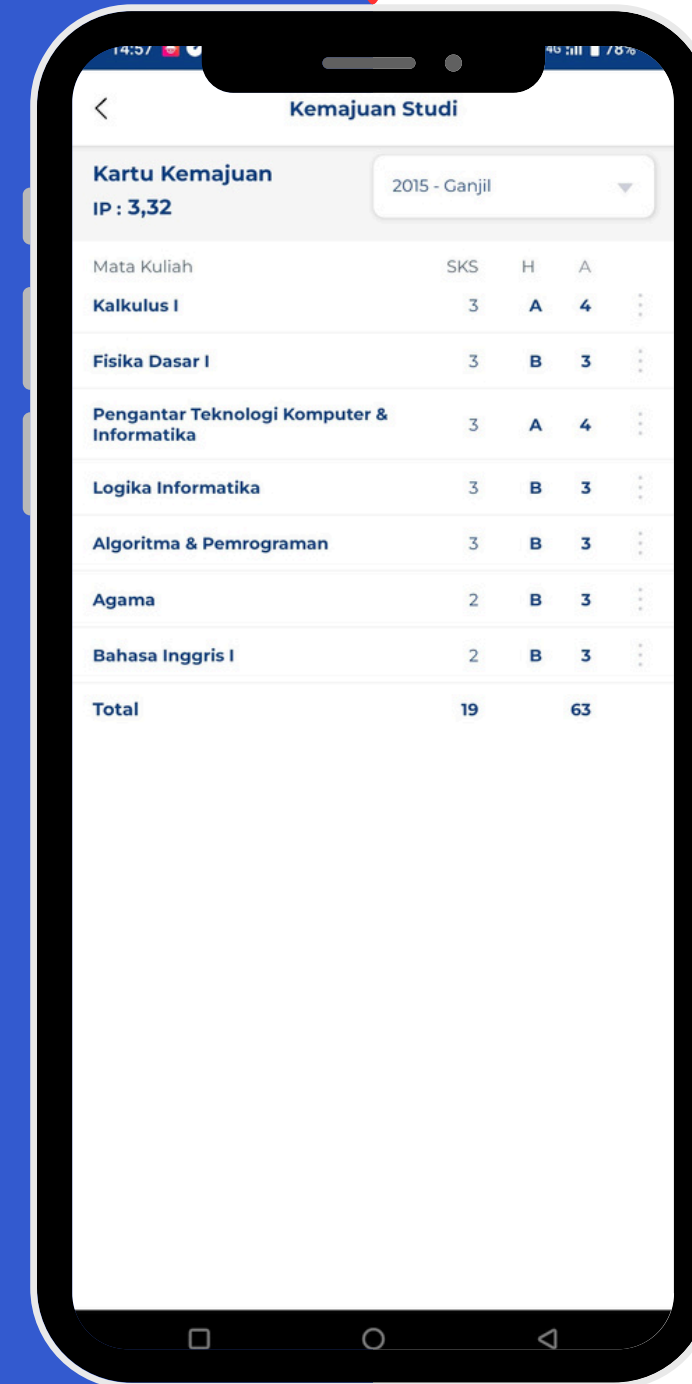 14:57 4G 78%
Kemajuan Studi
Kartu Kemajuan
IP : 3,32
2015 - Ganjil
Mata Kuliah SKS H A
Kalkulus I 3 A 4
Fisika Dasar I 3 B 3
Pengantar Teknologi Komputer &
Informatika 3 A 4
Logika Informatika 3 B 3
Algoritma & Pemrograman 3 B 3
Agama 2 B 3
Bahasa Inggris I 2 B 3
Total 19 63